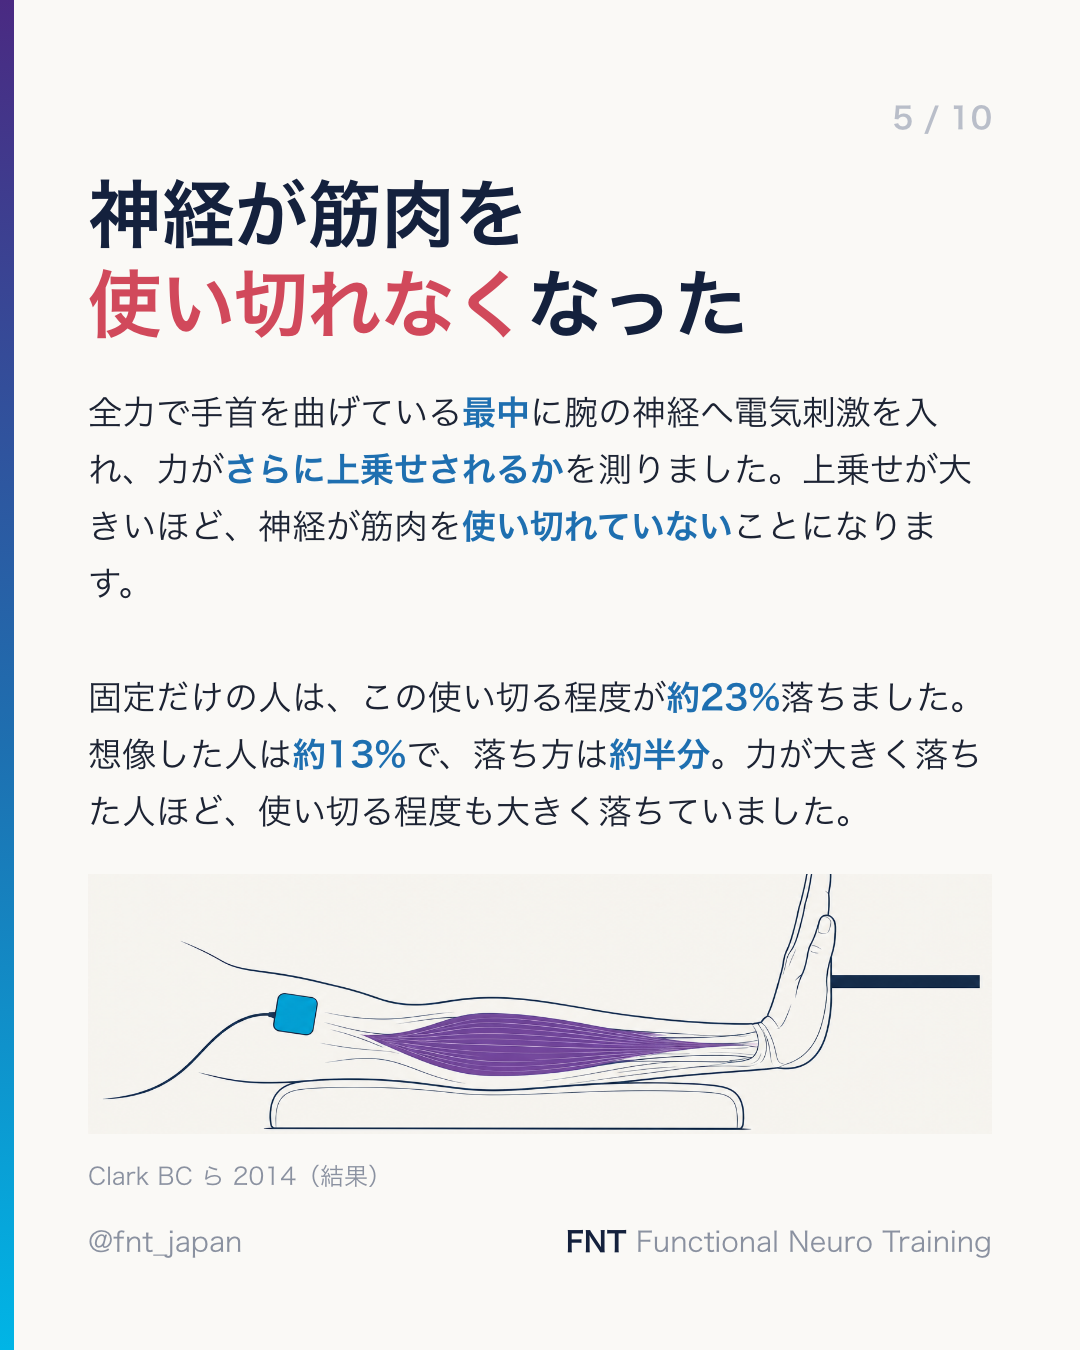 5 / 10
神経が筋肉を
使い切れなくなった
全力で手首を曲げている最中に腕の神経へ電気刺激を入
れ、力がさらに上乗せされるかを測りました。上乗せが大
きいほど、神経が筋肉を使い切れていないことになりま
す。
固定だけの人は、この使い切る程度が約23%落ちました。
想像した人は約13%で、落ち方は約半分。力が大きく落ち
た人ほど、使い切る程度も大きく落ちていました。
Clark BC ら 2014（結果）
@fnt_japan
FNT Functional Neuro Training